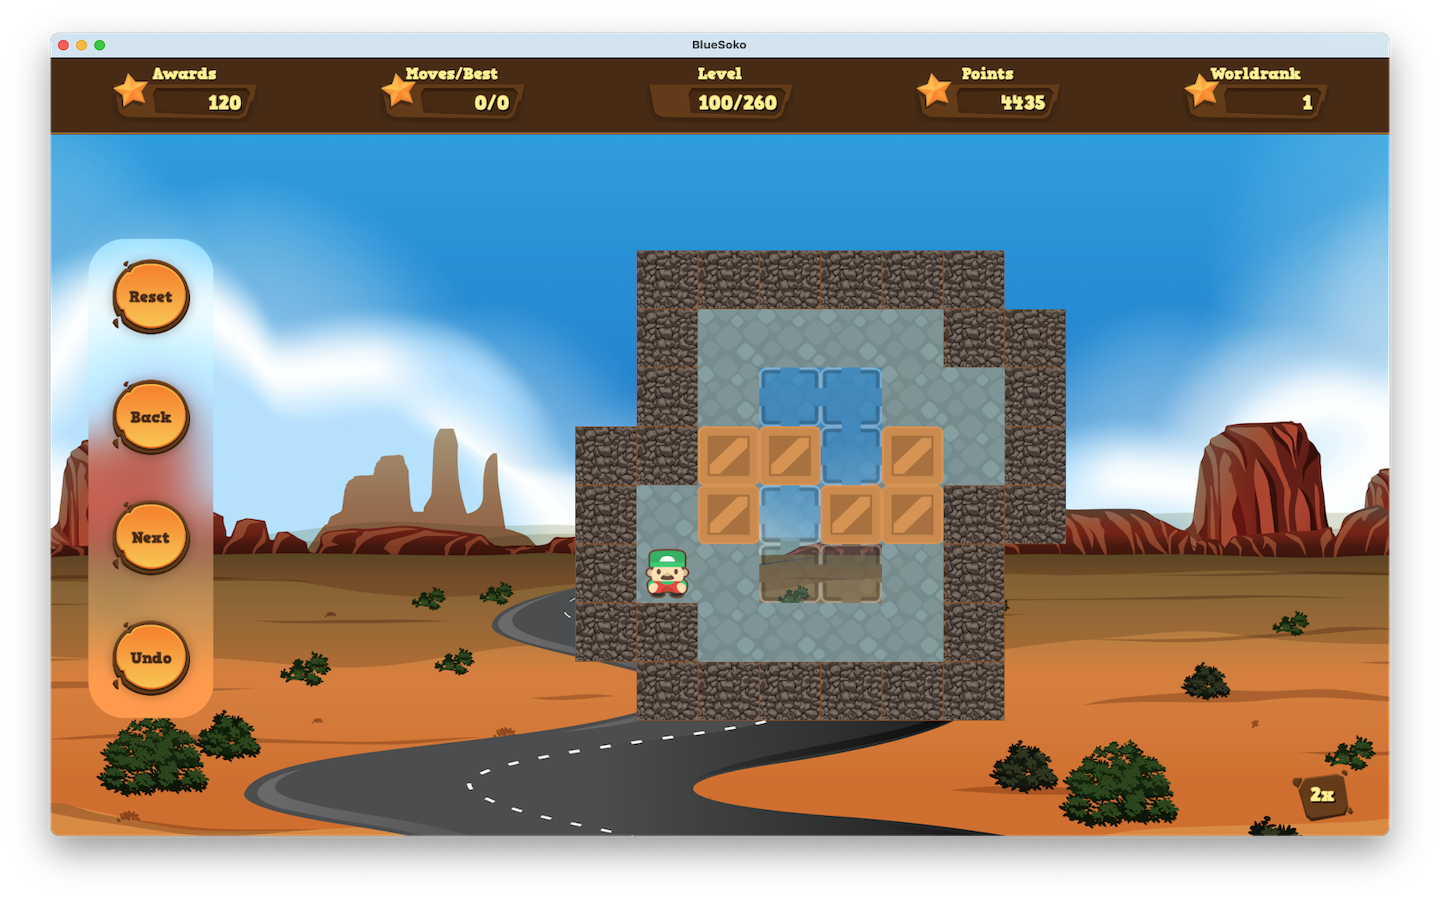 BlueSoko
Awards
120
Moves/Best
0/0
Level
100/260
Points
4435
Worldrank
1
Reset
Back
Next
Undo
2x